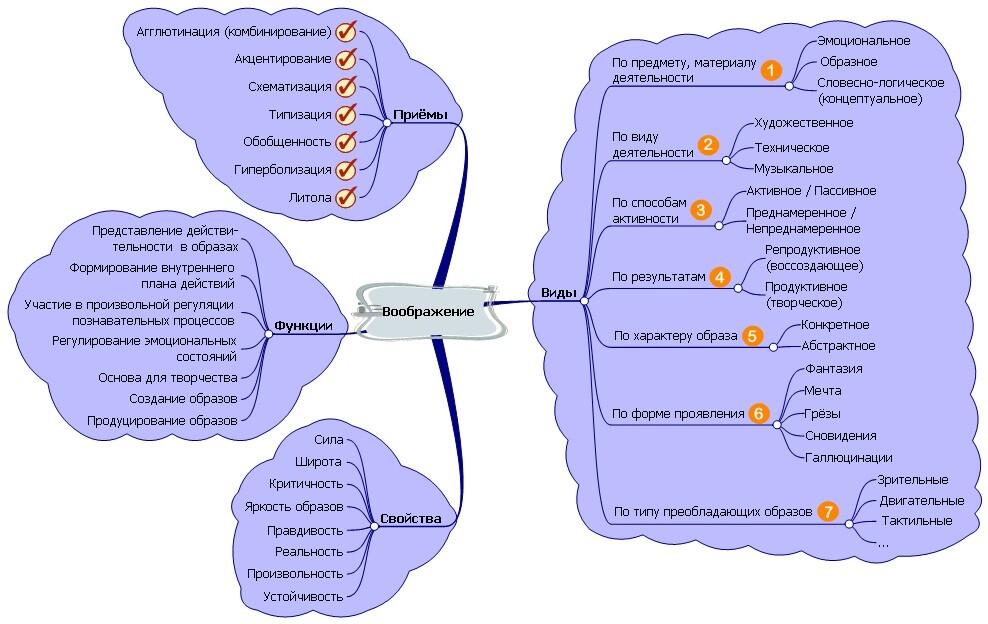 Воображение
Приёмы
Агглютинация (комбинирование)
Акцентирование
Схематизация
Типизация
Обобщенность
Гиперболизация
Литола
Функции
Представление действи-
тельности в образах
Формирование внутреннего
плана действий
Участие в произвольной регуляции
познавательных процессов
Регулирование эмоциональных
состояний
Основа для творчества
Создание образов
Продуцирование образов
Свойства
Сила
Широта
Критичность
Яркость образов
Правдивость
Реальность
Произвольность
Устойчивость
Виды
По предмету, материалу
деятельности
1
Эмоциональное
Образное
Словесно-логическое
(концептуальное)
По виду
деятельности
2
Художественное
Техническое
Музыкальное
По способам
активности
3
Активное / Пассивное
Преднамеренное /
Непреднамеренное
По результатам 4
Репродуктивное
(воссоздающее)
Продуктивное
(творческое)
По характеру образа 5
Конкретное
Абстрактное
По форме проявления 6
Фантазия
Мечта
Грёзы
Сновидения
Галлюцинации
По типу преобладающих образов 7
Зрительные
Двигательные
Тактильные
...